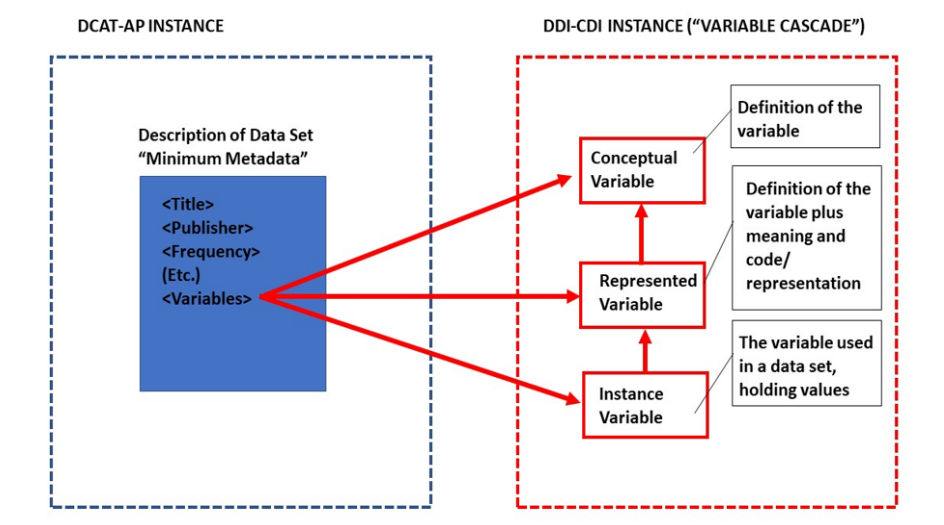 DCAT-AP INSTANCE
DDI-CDI INSTANCE (“VARIABLE CASCADE”)
Description of Data Set
“Minimum Metadata”
<Title>
<Publisher>
<Frequency>
(Etc.)
<Variables>
Conceptual
Variable
Definition of the
variable
Represented
Variable
Definition of the
variable plus
meaning and
code/
representation
Instance
Variable
The variable used
in a data set,
holding values